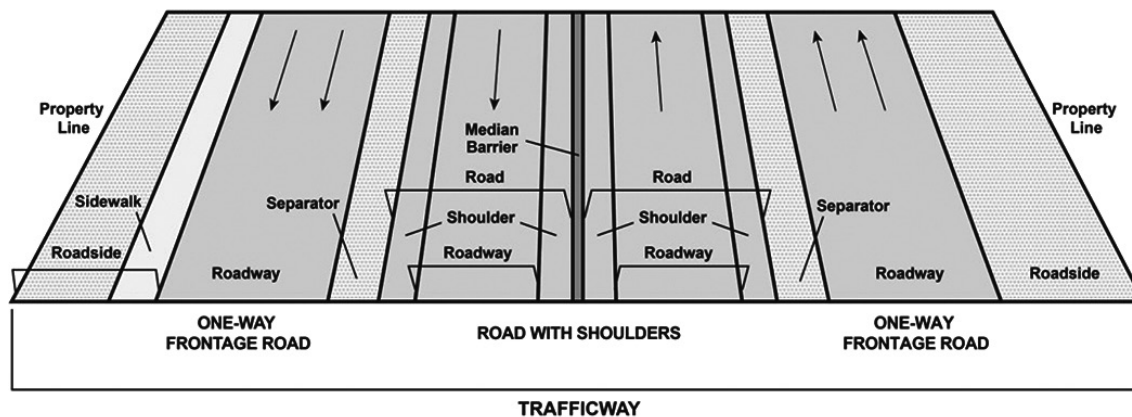 Property
Line
Property
Line
Median
Barrier
Road
Road
Sidewalk
Separator
Shoulder
Shoulder
Separator
Roadside
Roadway
Roadway
Roadway
Roadway
Roadside
ONE-WAY
FRONTAGE ROAD
ROAD WITH SHOULDERS
ONE-WAY
FRONTAGE ROAD
TRAFFICWAY